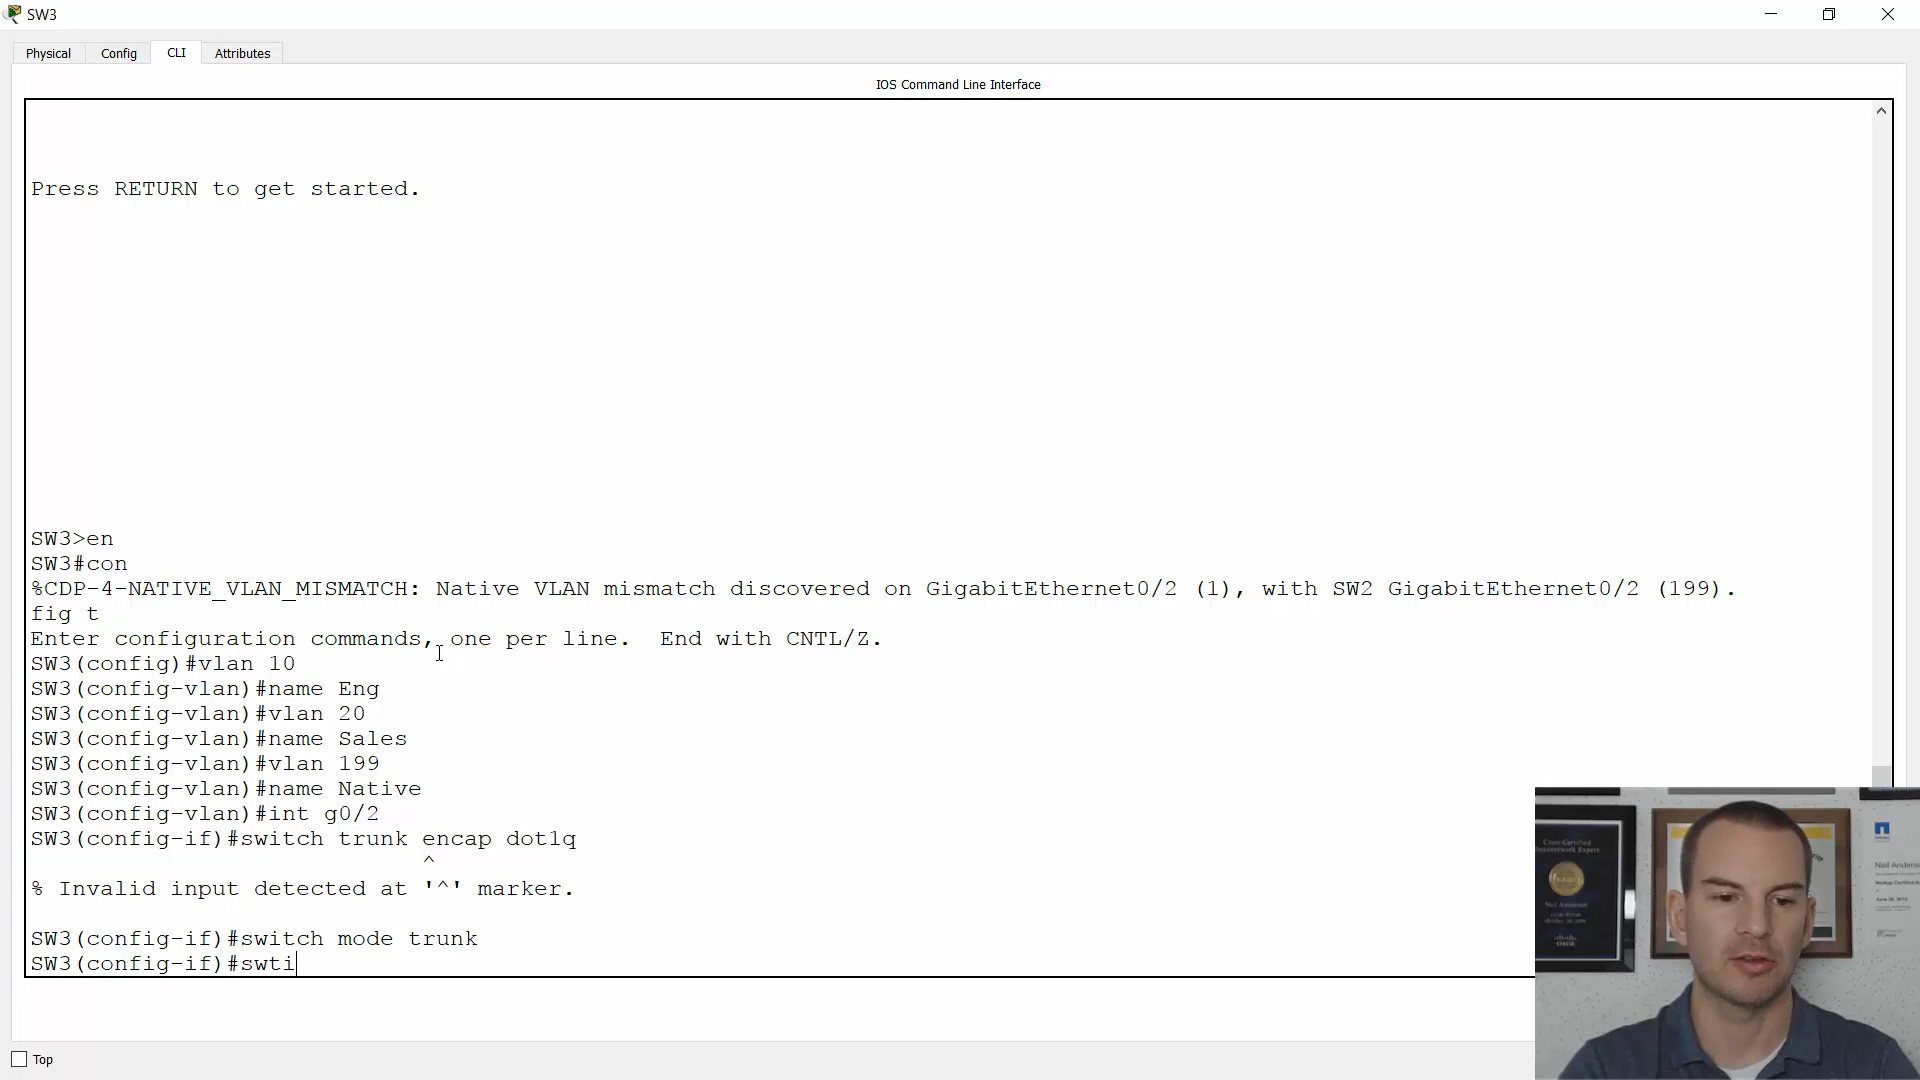 SW3
Physical Config CLI Attributes
IOS Command Line Interface
Press RETURN to get started.
SW3>en
SW3#con
%CDP-4-NATIVE_VLAN_MISMATCH: Native VLAN mismatch discovered on GigabitEthernet0/2 (1), with SW2 GigabitEthernet0/2 (199).
fig t
Enter configuration commands, one per line.  End with CNTL/Z.
SW3(config)#vlan 10
SW3(config-vlan)#name Eng
SW3(config-vlan)#vlan 20
SW3(config-vlan)#name Sales
SW3(config-vlan)#vlan 199
SW3(config-vlan)#name Native
SW3(config-vlan)#int g0/2
SW3(config-if)#switch trunk encap dot1q
^
% Invalid input detected at '^' marker.
SW3(config-if)#switch mode trunk
SW3(config-if)#swti
Top